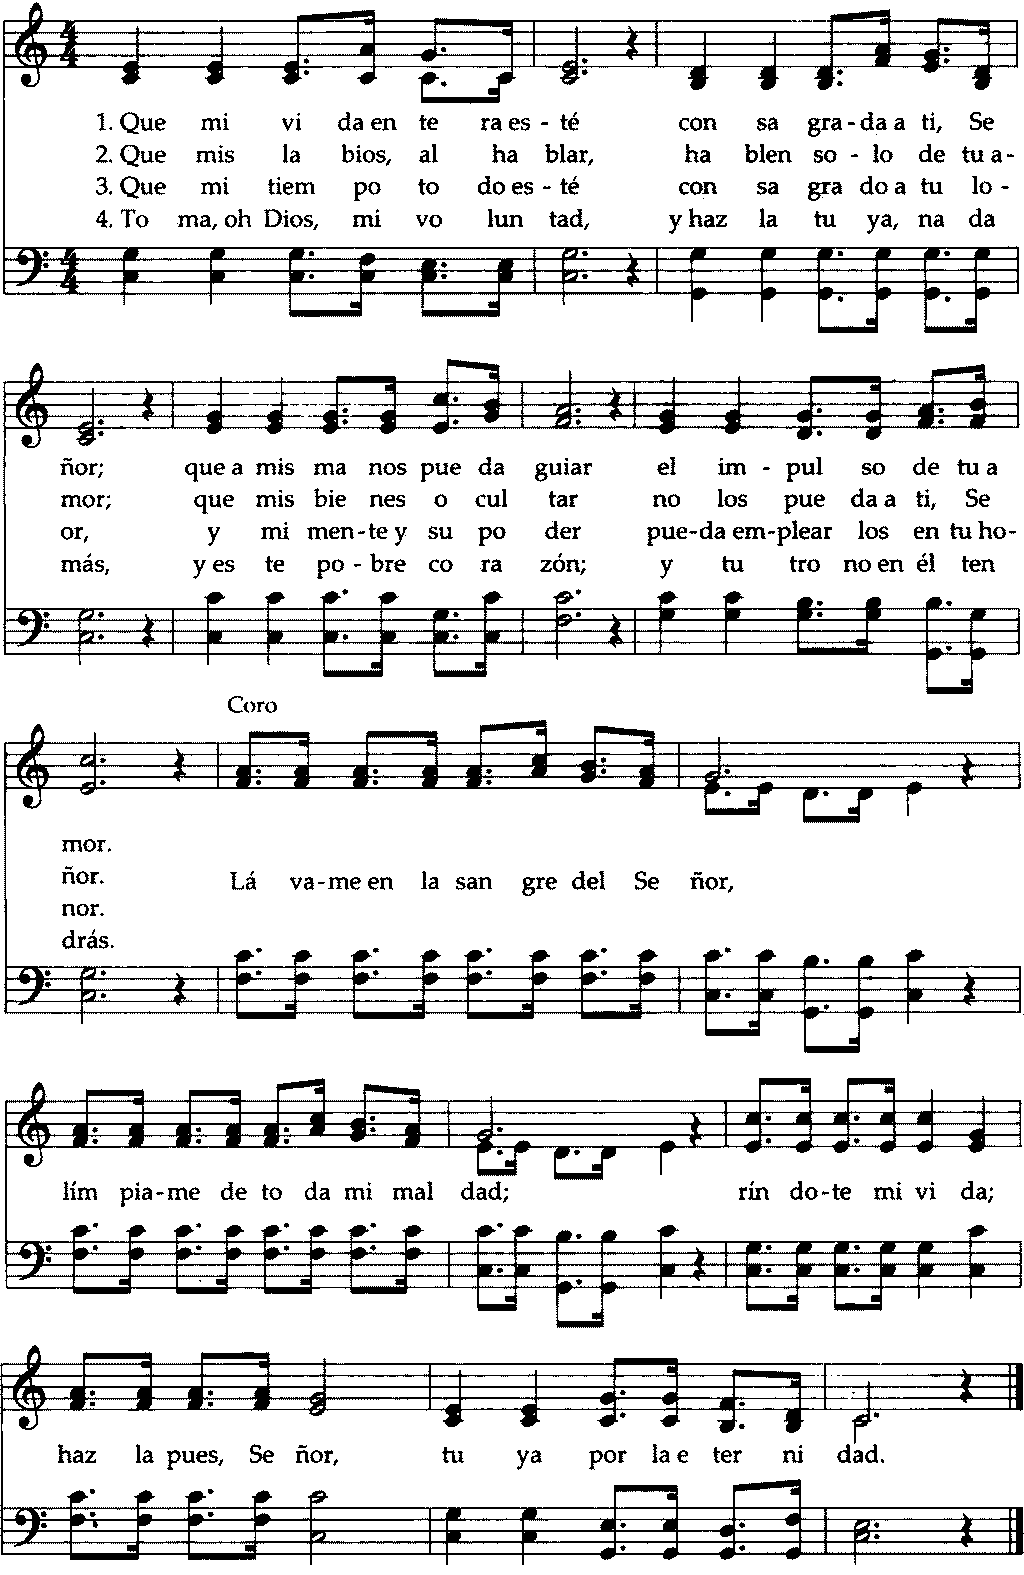 1. Que mi vi da en te ra es - té con sa gra - da a ti, Se
2. Que mis la bios, al ha blar, ha blen so - lo de tu a -
3. Que mi tiem po to do es - té con sa gra do a tu lo -
4. To ma, oh Dios, mi vo lun tad, y haz la tu ya, na da
ñor; que a mis ma nos pue da guiar el im - pul so de tu a
mor; que mis bie nes o cul tar no los pue da a ti, Se
or, y mi men - te y su po der pue - da em - plear los en tu ho -
más, y es te po - bre co ra zón; y tu tro no en él ten
Coro
mor.
ñor.
nor.
drás.
Lá va - me en la san gre del Se ñor,
lím pia - me de to da mi mal dad; rín do - te mi vi da;
haz la pues, Se ñor, tu ya por la e ter ni dad.